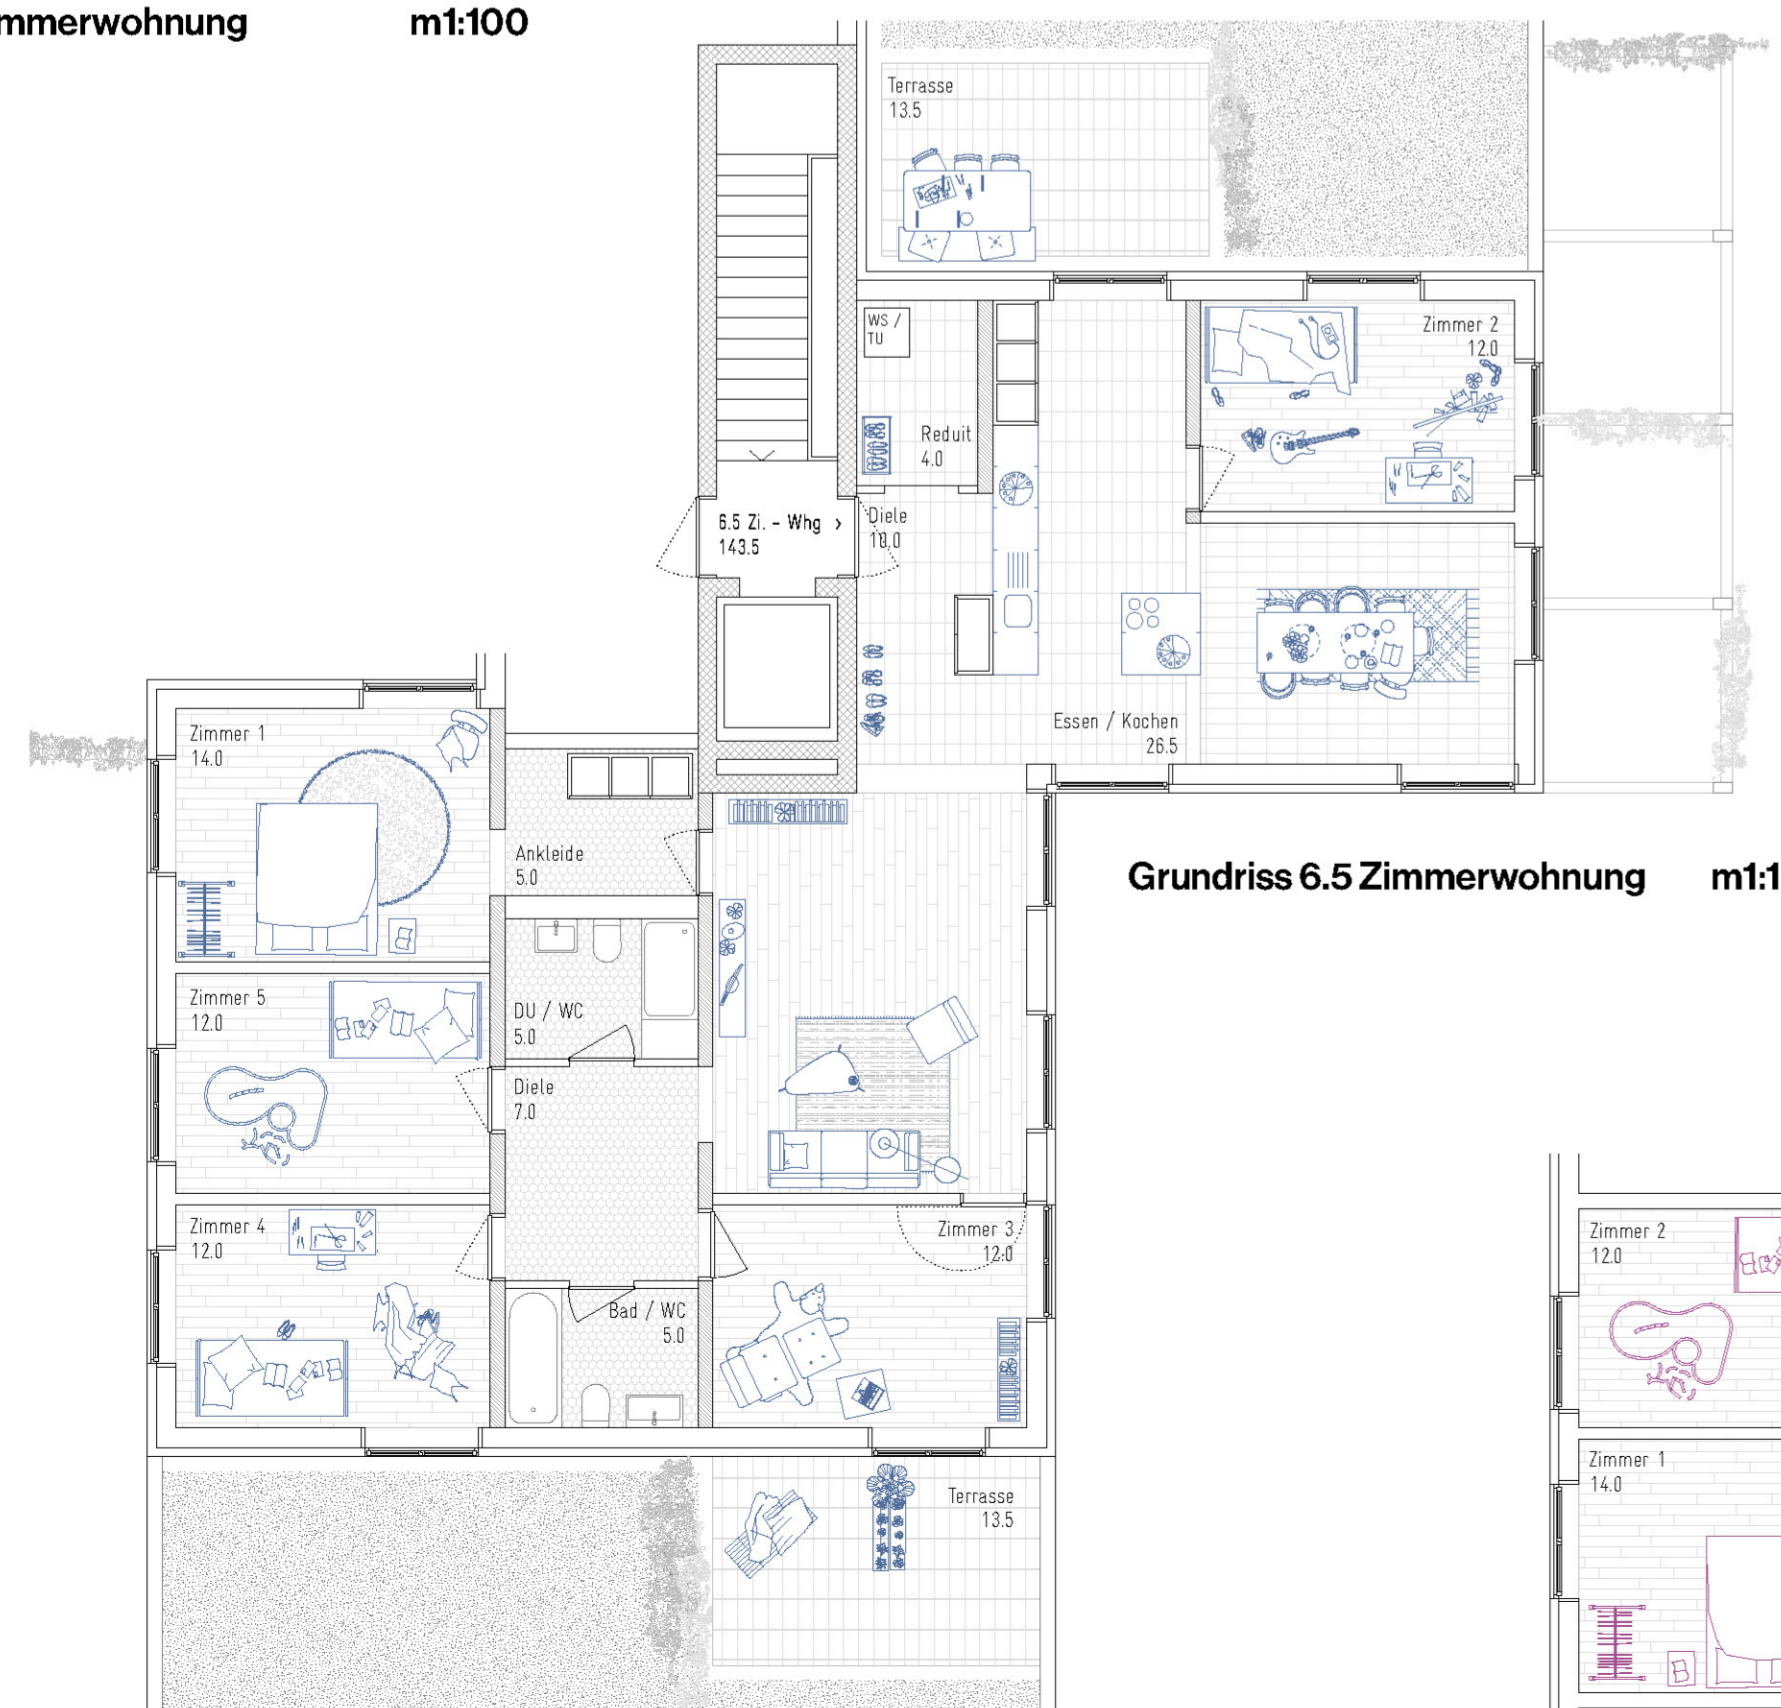 mmerwohnung m1:100
Terrasse
13.5
WS /
TU
Zimmer 2
12.0
Reduit
4.0
6.5 Zi. - Whg >
143.5
Diele
10.0
Essen / Kochen
26.5
Zimmer 1
14.0
Ankleide
5.0
Grundriss 6.5 Zimmerwohnung m1:1
Zimmer 5
12.0
DU / WC
5.0
Diele
7.0
Zimmer 4
12.0
Zimmer 3
12.0
Bad / WC
5.0
Zimmer 2
12.0
Zimmer 1
14.0
Terrasse
13.5